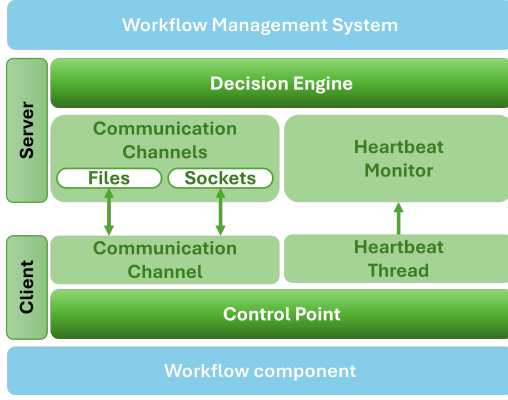 Workflow Management System
Server
Decision Engine
Communication
Channels
Files
Sockets
Heartbeat
Monitor
Client
Communication
Channel
Heartbeat
Thread
Control Point
Workflow component